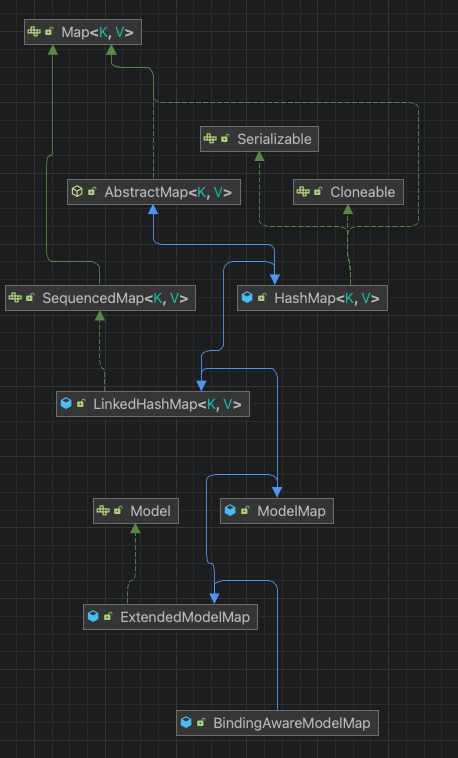 Map<K, V>
Serializable
AbstractMap<K, V>
Cloneable
SequencedMap<K, V>
HashMap<K, V>
LinkedHashMap<K, V>
Model
ModelMap
ExtendedModelMap
BindingAwareModelMap